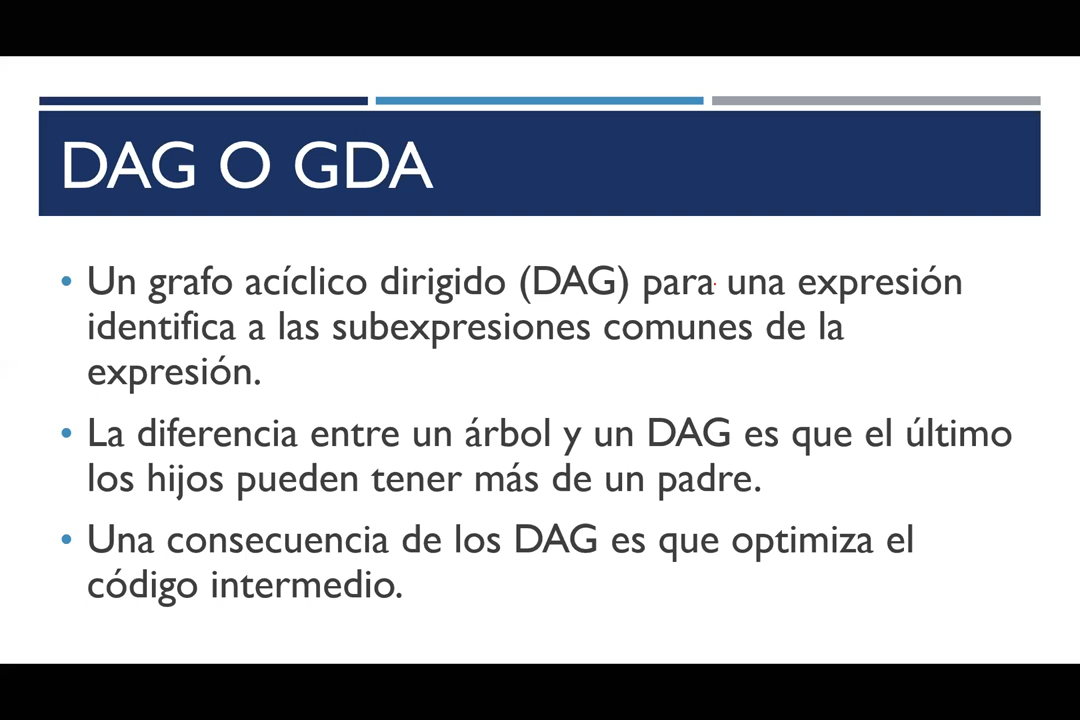 DAG O GDA
• Un grafo acíclico dirigido (DAG) para una expresión
identifica a las subexpresiones comunes de la
expresión.
• La diferencia entre un árbol y un DAG es que el último
los hijos pueden tener más de un padre.
• Una consecuencia de los DAG es que optimiza el
código intermedio.